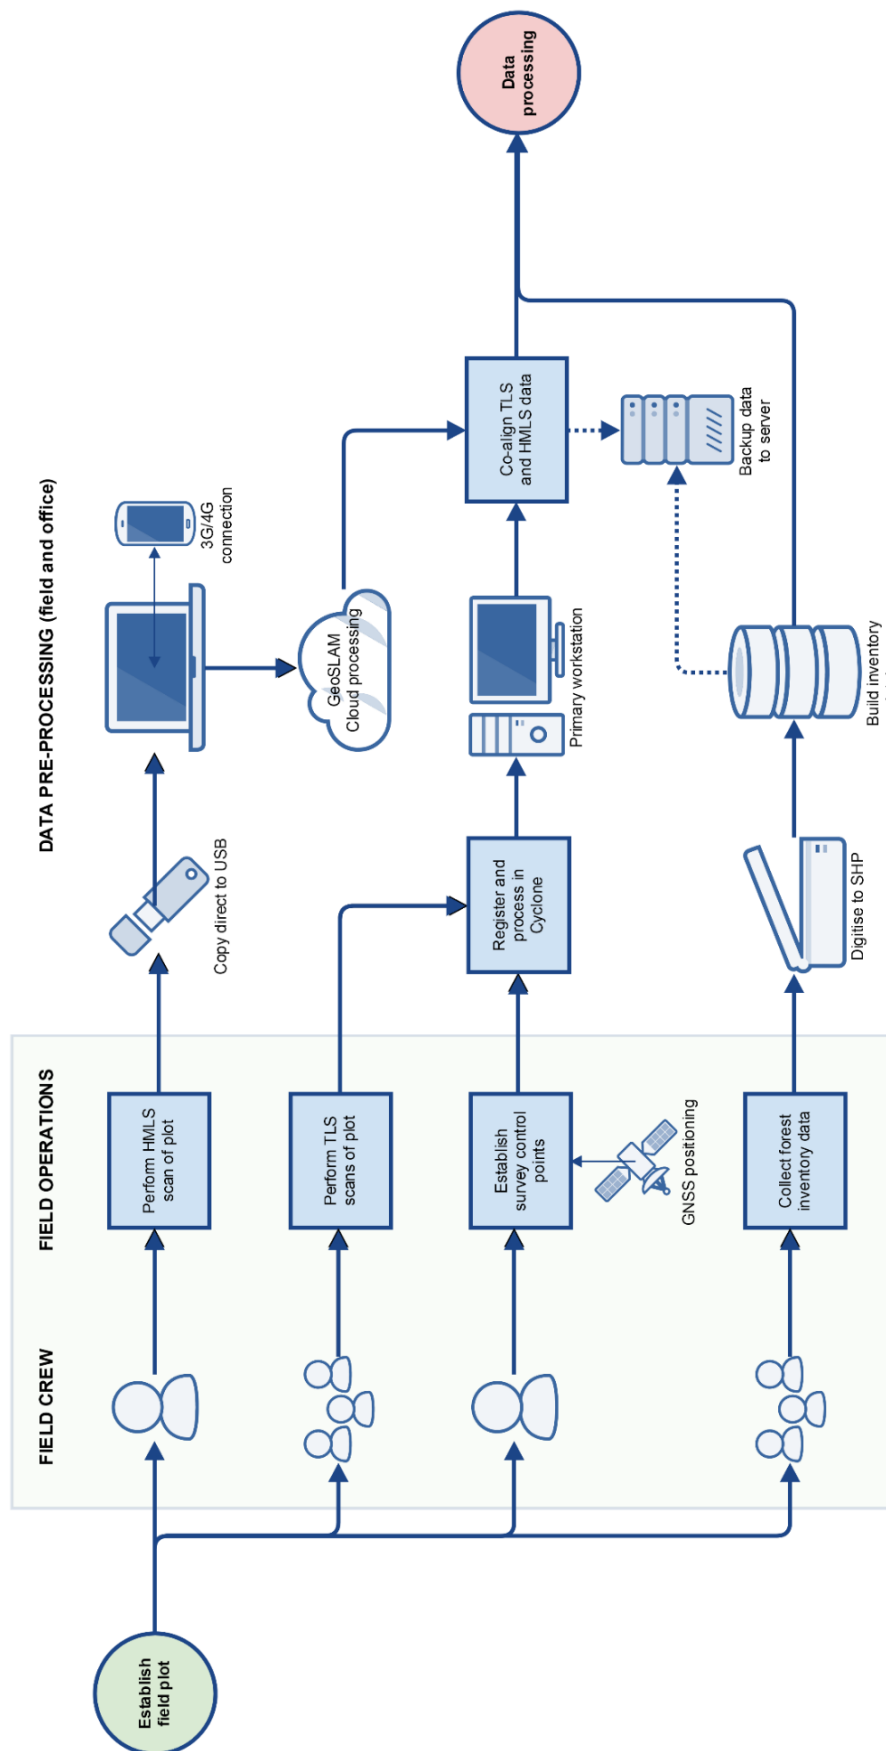 Establish
field plot
FIELD CREW
FIELD OPERATIONS
DATA PRE-PROCESSING (field and office)
Perform HMLS
scan of plot
Copy direct to USB
3G/4G
connection
GeoSLAM
Cloud processing
Perform TLS
scans of plot
Establish
survey control
points
GNSS positioning
Register and
process in
Cyclone
Primary workstation
Co-align TLS
and HMLS data
Backup data
to server
Collect forest
inventory data
Digitise to SHP
Build inventory
Data
processing